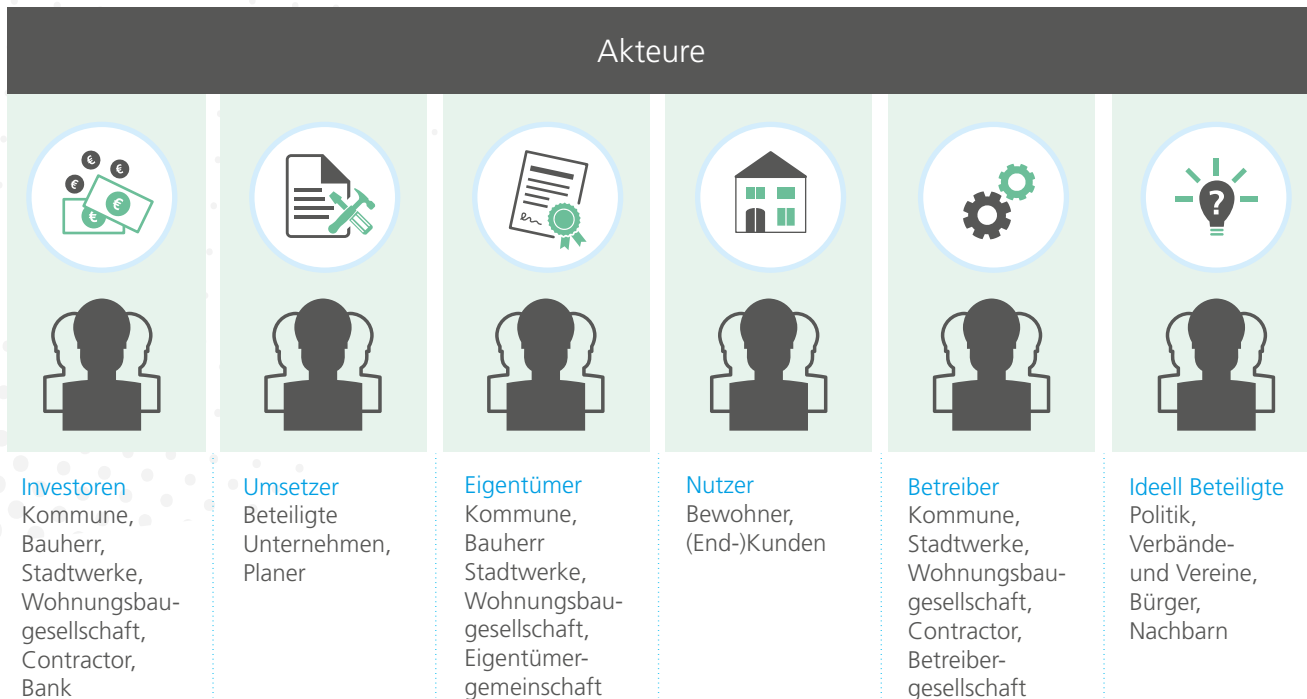 Akteure
€
€
€
€
€
?
Investoren
Kommune,
Bauherr,
Stadtwerke,
Wohnungsbau-
gesellschaft,
Contractor,
Bank
Umsetzer
Beteiligte
Unternehmen,
Planer
Eigentümer
Kommune,
Bauherr
Stadtwerke,
Wohnungsbau-
gesellschaft,
Eigentümer-
gemeinschaft
Nutzer
Bewohner,
(End-)Kunden
Betreiber
Kommune,
Stadtwerke,
Wohnungsbau-
gesellschaft,
Contractor,
Betreiber-
gesellschaft
Ideell Beteiligte
Politik,
Verbände-
und Vereine,
Bürger,
Nachbarn